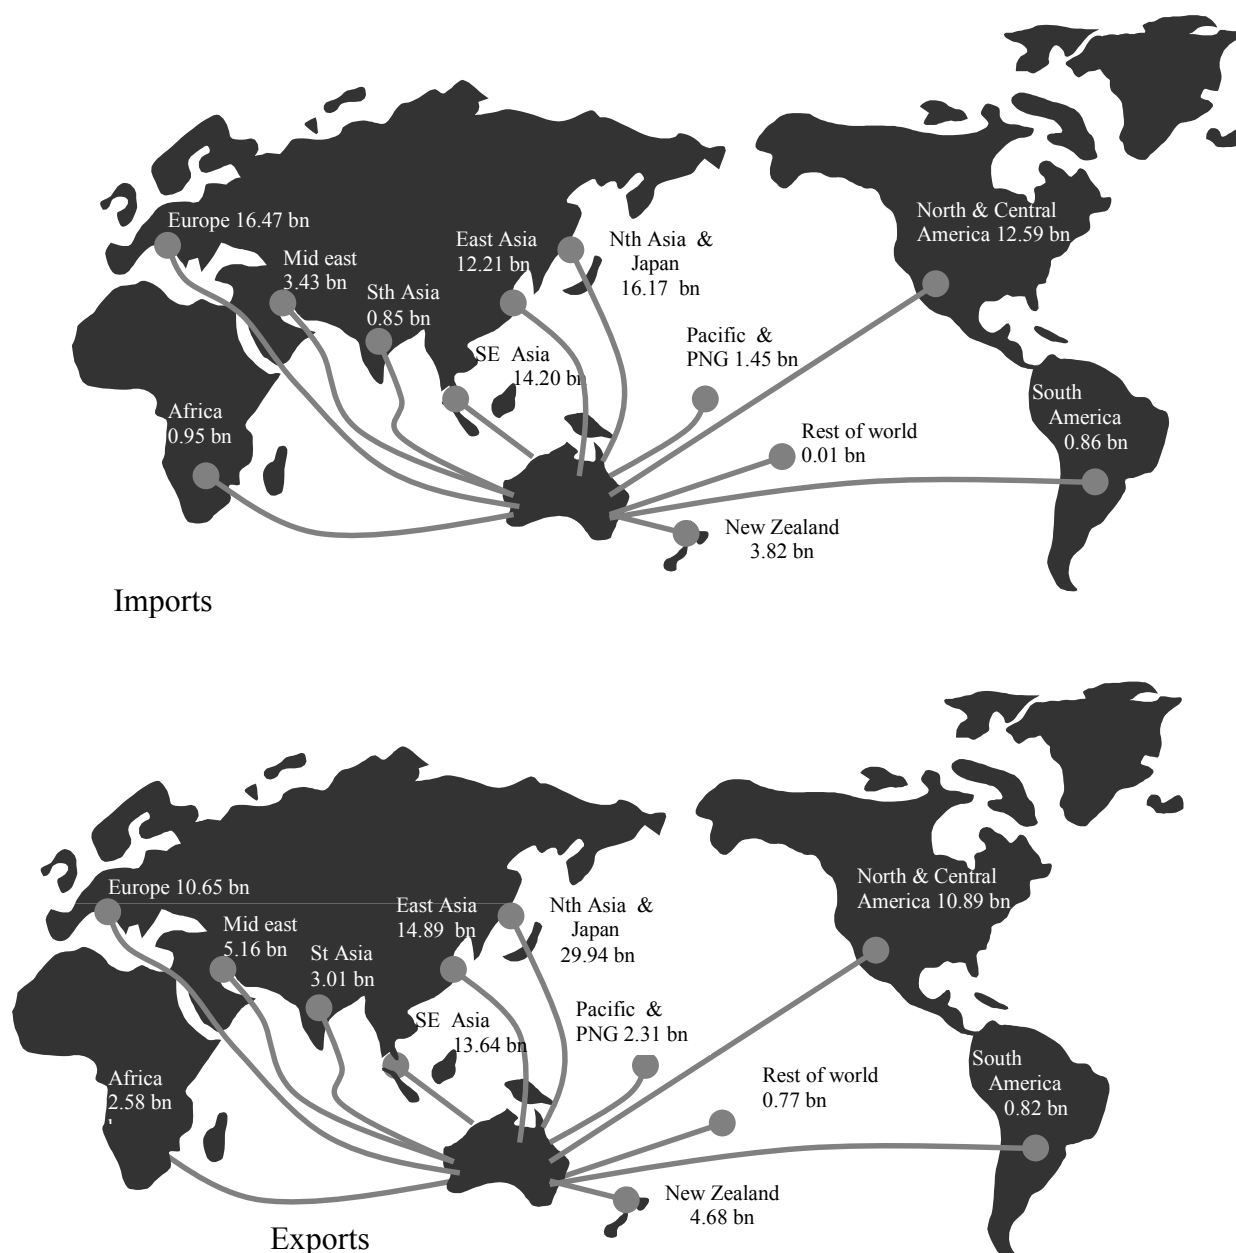 Europe 16.47 bn
Mid east
3.43 bn
Sth Asia
0.85 bn
East Asia
12.21 bn
Nth Asia &
Japan
16.17 bn
North & Central
America 12.59 bn
SE Asia
14.20 bn
Pacific &
PNG 1.45 bn
Africa
0.95 bn
Rest of world
0.01 bn
South
America
0.86 bn
New Zealand
3.82 bn
Imports
Europe 10.65 bn
Mid east
5.16 bn
St Asia
3.01 bn
East Asia
14.89 bn
Nth Asia &
Japan
29.94 bn
North & Central
America 10.89 bn
SE Asia
13.64 bn
Pacific &
PNG 2.31 bn
Africa
2.58 bn
Rest of world
0.77 bn
South
America
0.82 bn
New Zealand
4.68 bn
Exports